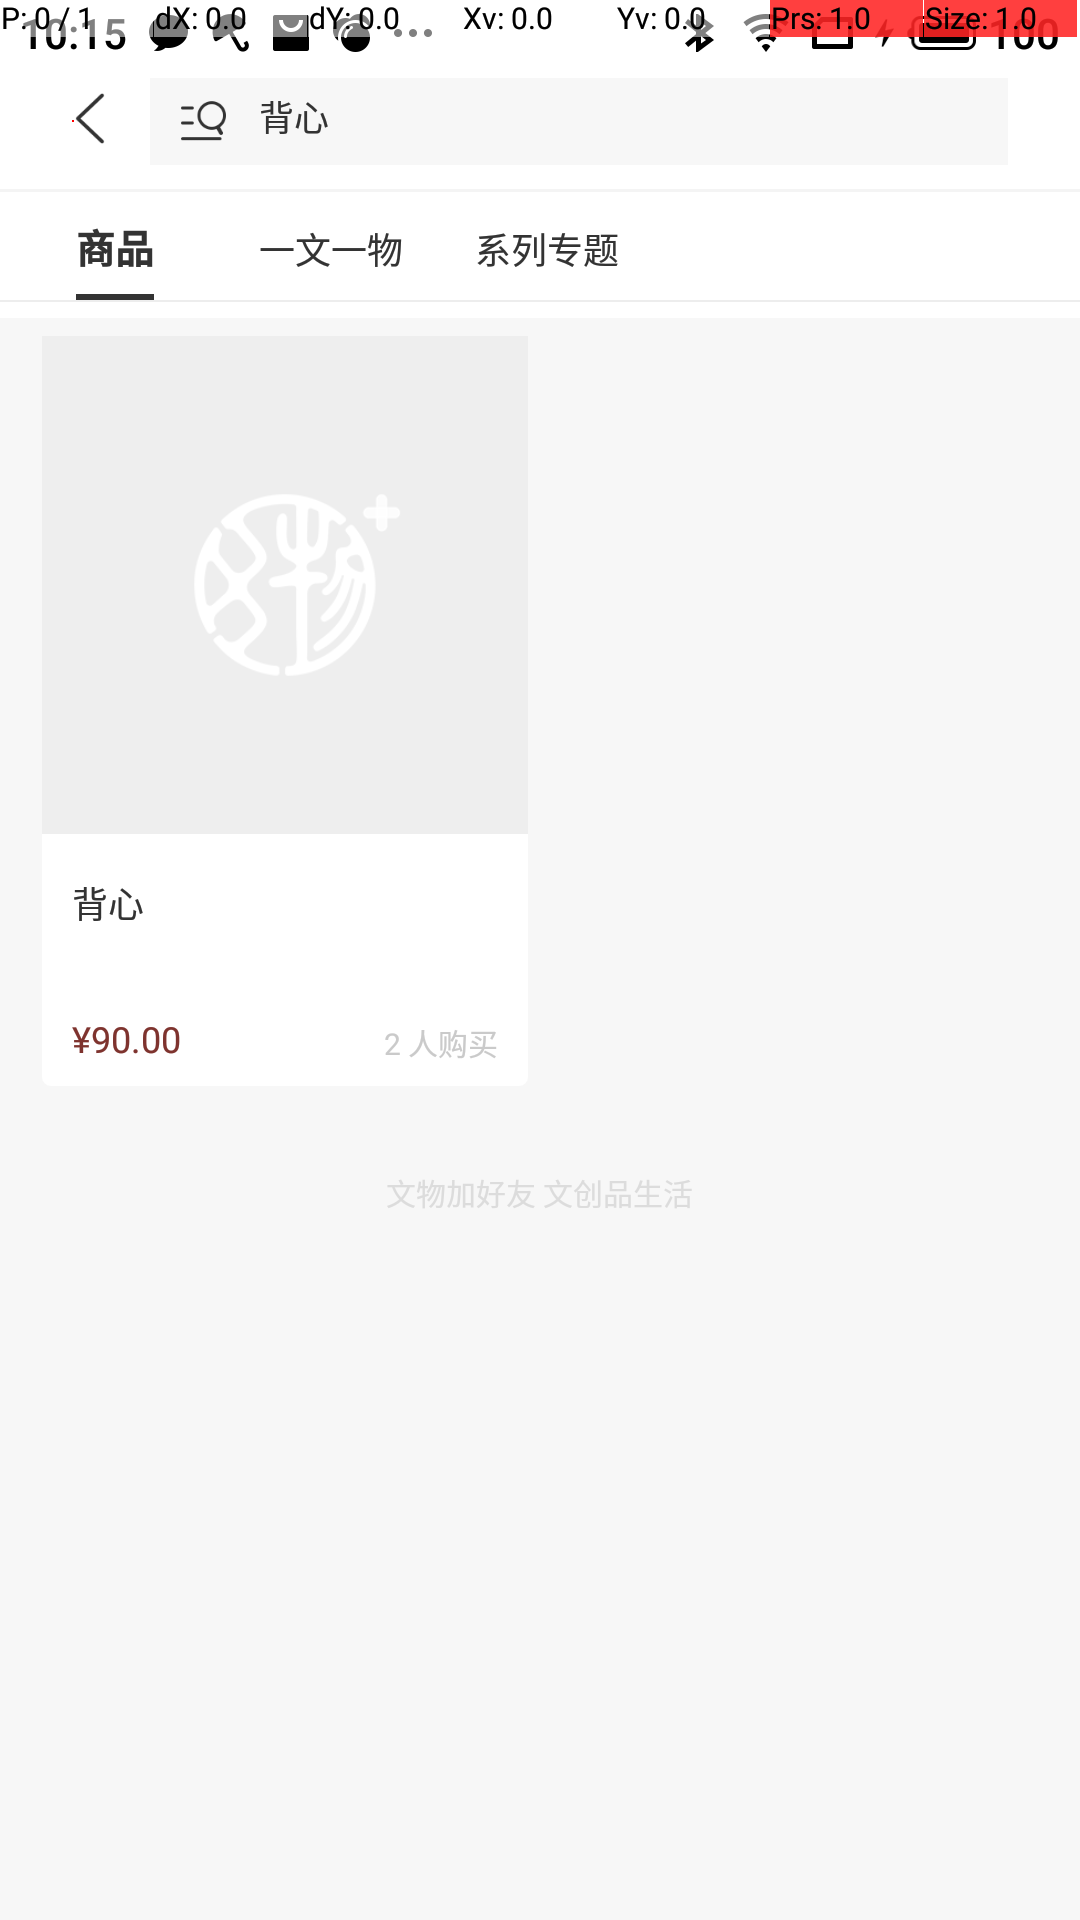 P: 0 / 1 dX: 0.0 dY: 0.0 Xv: 0.0 Yv: 0.0 Prs: 1.0 Size: 1.0
10:15 100
背心
商品 一文一物 系列专题
背心
¥90.00 2 人购买
文物加好友 文创品生活